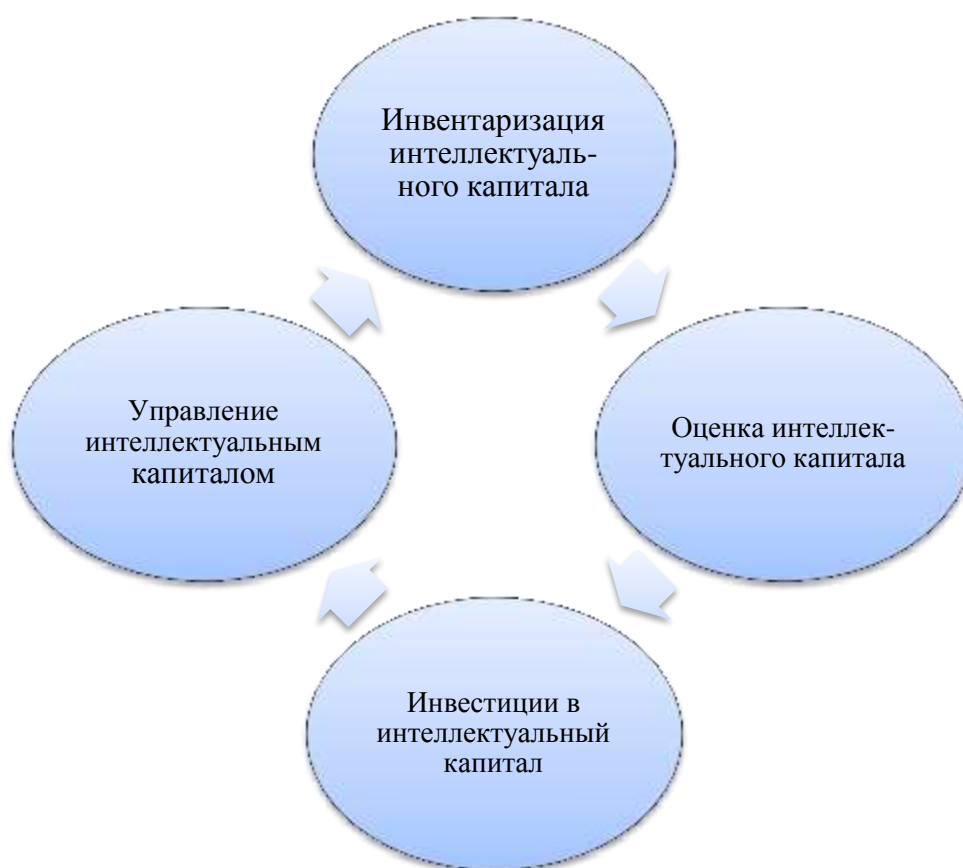 Инвентаризация
интеллектуаль-
ного капитала
Управление
интеллектуальным
капиталом
Оценка интеллек-
туального капитала
Инвестиции в
интеллектуальный
капитал